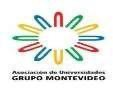 Asociación de Universidades
GRUPO MONTEVIDEO